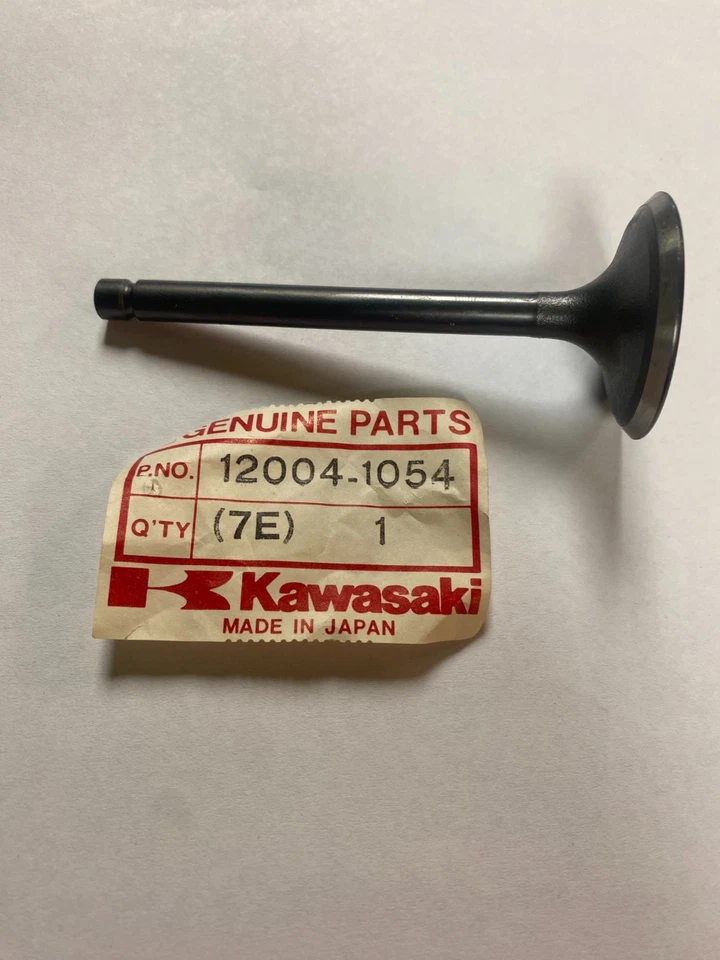 GENUINE PARTS
P.NO. 12004-1054
Q'TY (7E) 1
Kawasaki
MADE IN JAPAN